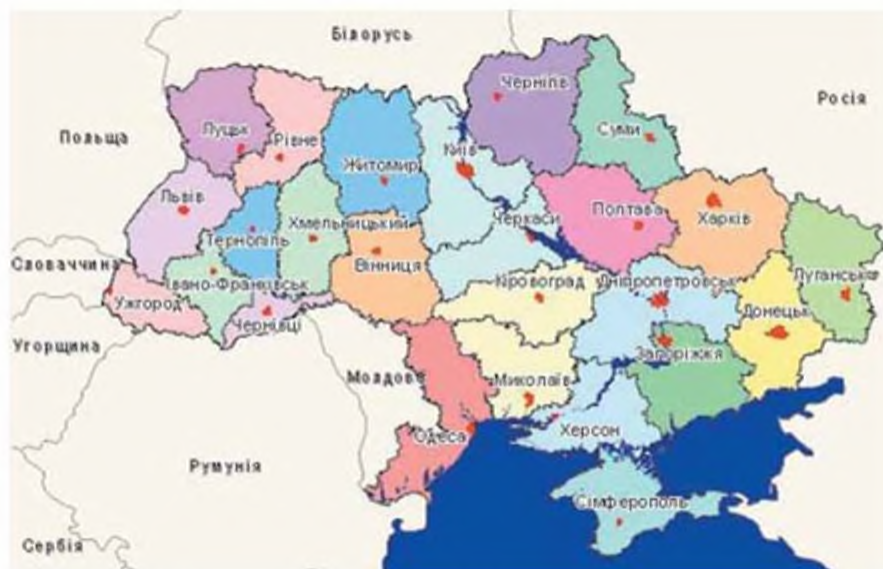 Білорусь
Росія
Польща
Словаччина
Угорщина
Молдова
Румунія
Сербія
Луцьк
Рівне
Житомир
Київ
Чернігів
Суми
Львів
Тернопіль
Хмельницький
Вінниця
Черкаси
Полтава
Харків
Луганськ
Ужгород
Івано-Франківськ
Чернівці
Кіровоград
Дніпропетровськ
Донецьк
Запоріжжя
Миколаїв
Одеса
Херсон
Сімферополь